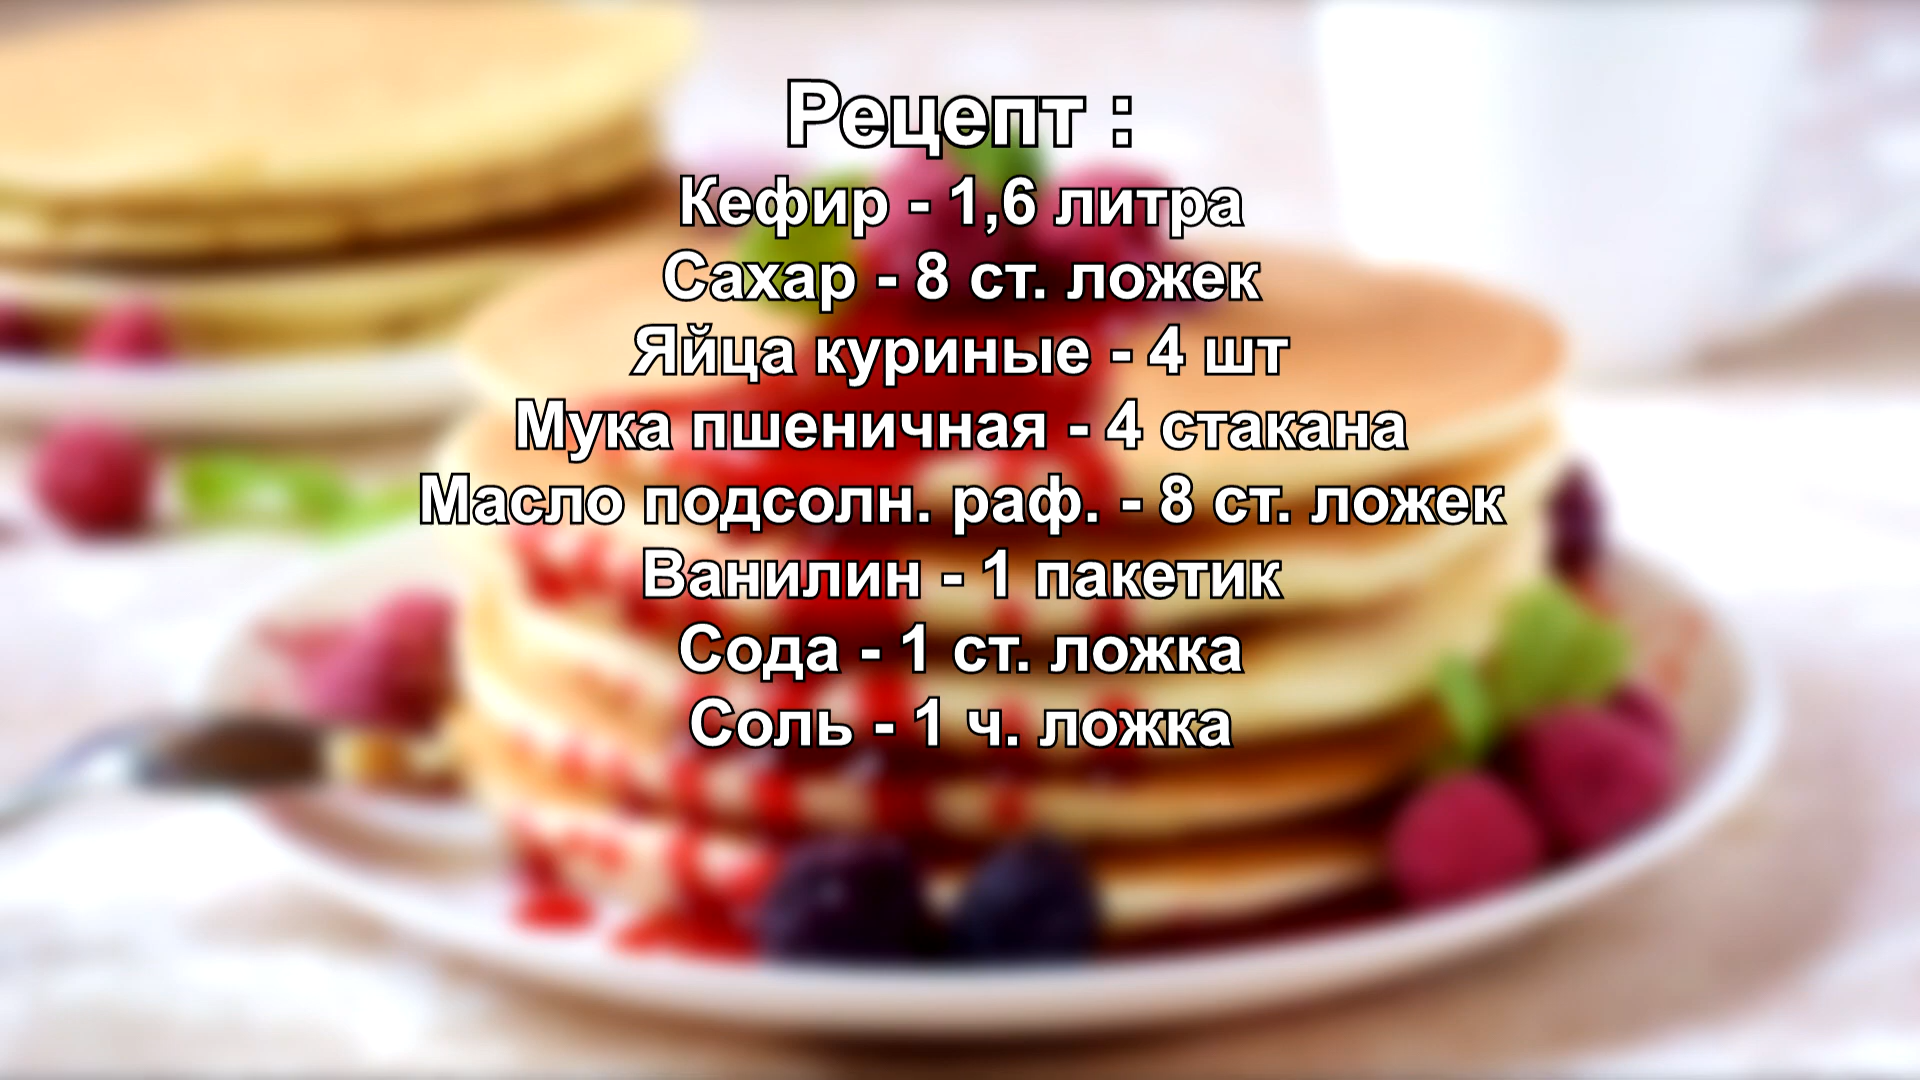 Рецепт :
Кефир - 1,6 литра
Сахар - 8 ст. ложек
Яйца куриные - 4 шт
Мука пшеничная - 4 стакана
Масло подсолн. раф. - 8 ст. ложек
Ванилин - 1 пакетик
Сода - 1 ст. ложка
Соль - 1 ч. ложка